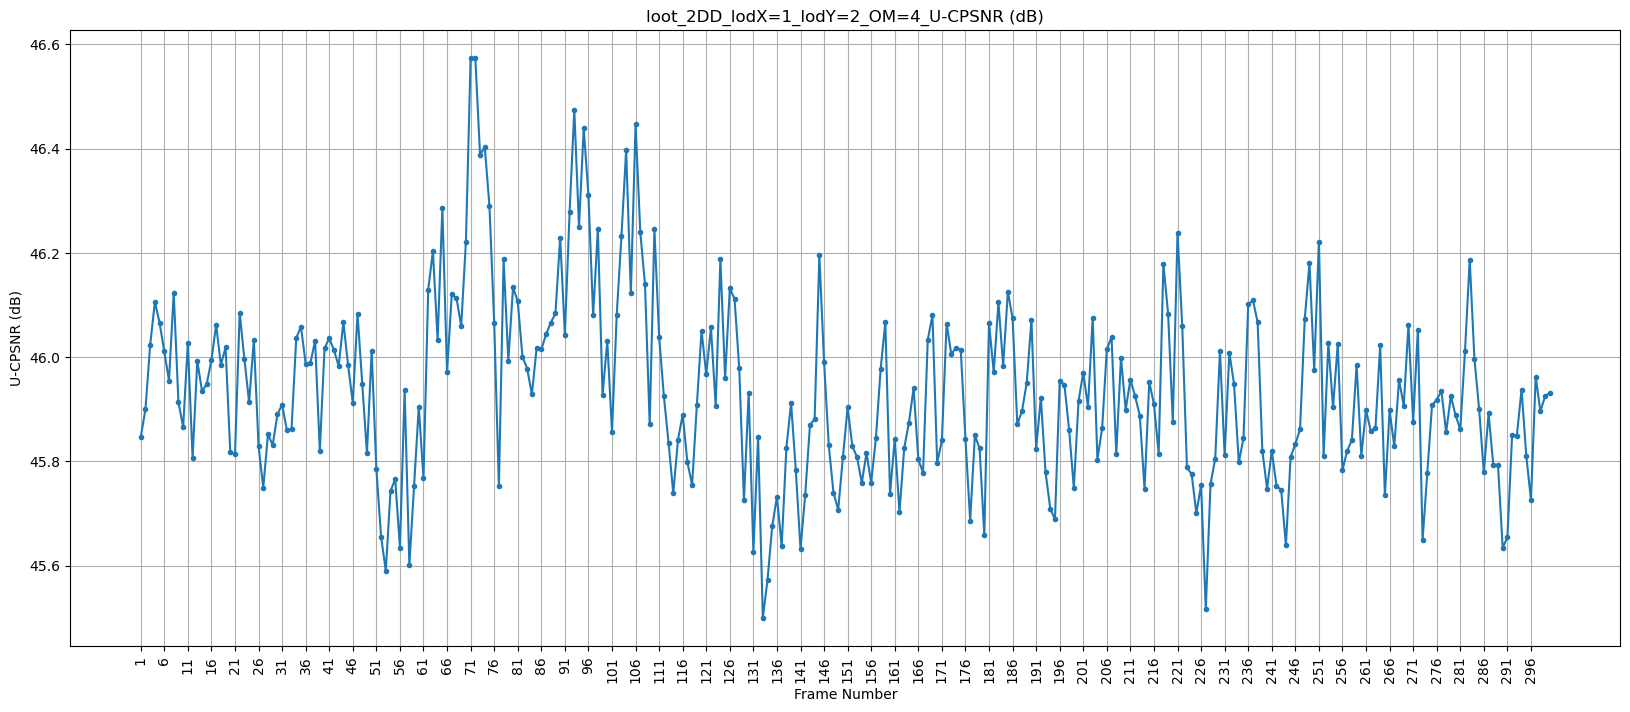 loot_2DD_lodX=1_lodY=2_OM=4_U-CPSNR (dB)
U-CPSNR (dB)
46.6
46.4
46.2
46.0
45.8
45.6
1 6 11 16 21 26 31 36 41 46 51 56 61 66 71 76 81 86 91 96 101 106 111 116 121 126 131 136 141 146 151 156 161 166 171 176 181 186 191 196 201 206 211 216 221 226 231 236 241 246 251 256 261 266 271 276 281 286 291 296
Frame Number